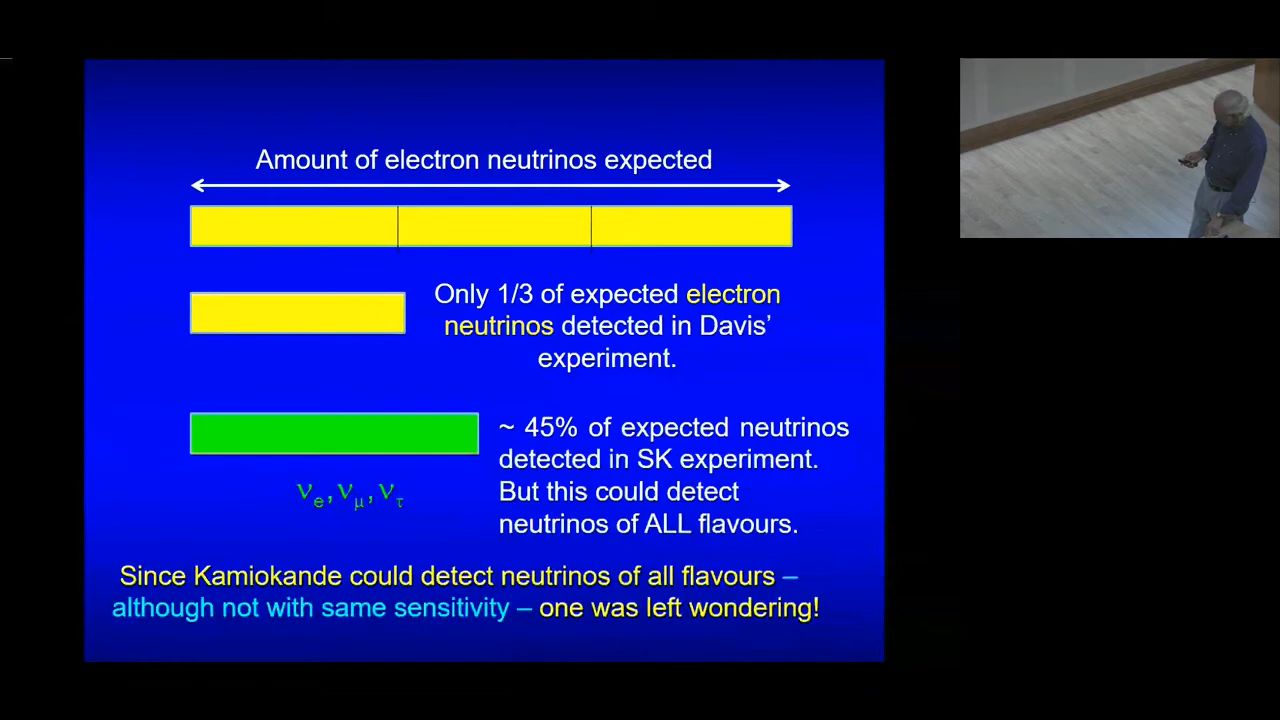 Amount of electron neutrinos expected
Only 1/3 of expected electron
neutrinos detected in Davis’
experiment.
~ 45% of expected neutrinos
detected in SK experiment.
But this could detect
neutrinos of ALL flavours.
νe,νμ,ντ
Since Kamiokande could detect neutrinos of all flavours –
although not with same sensitivity – one was left wondering!